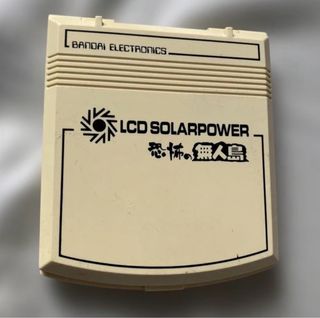 BANDAI ELECTRONICS
LCD SOLARPOWER
恐怖の無人島